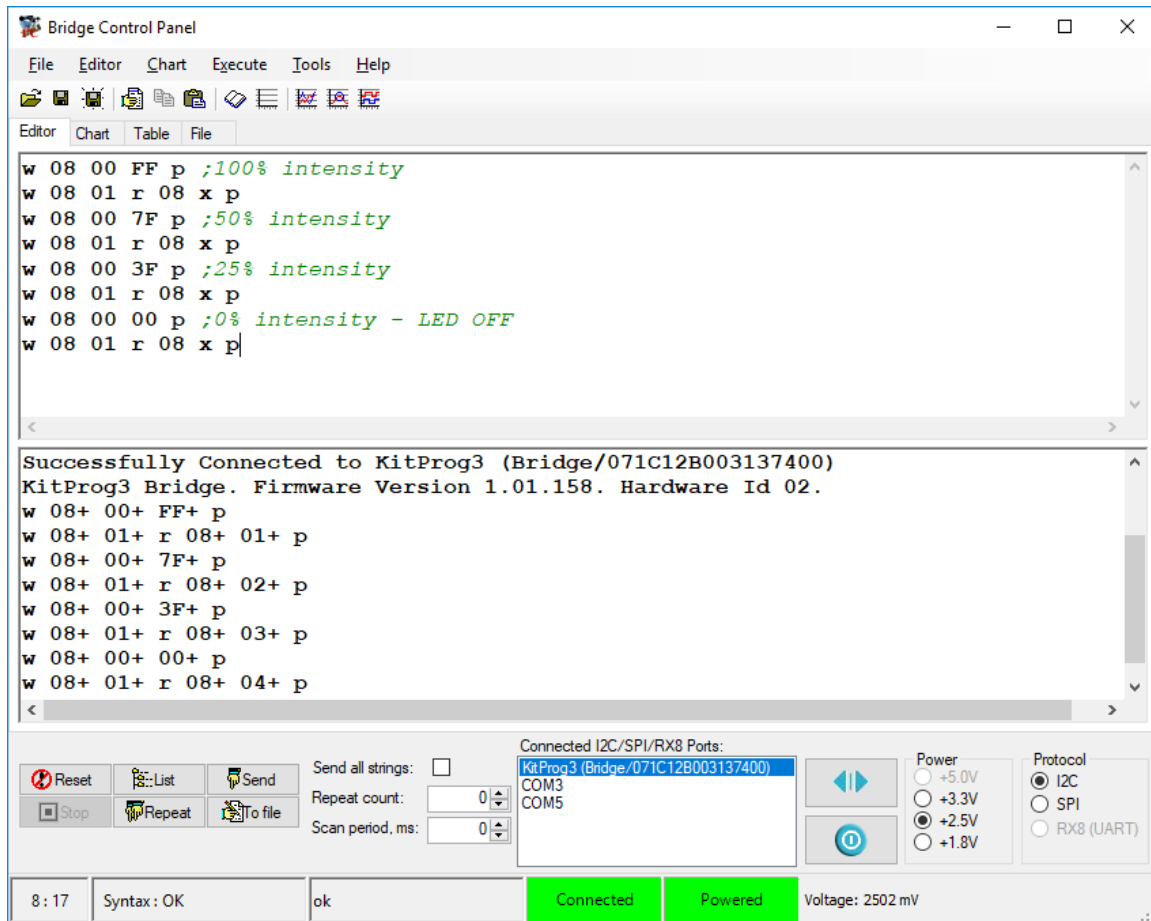 Bridge Control Panel
File Editor Chart Execute Tools Help
Editor Chart Table File
w 08 00 FF p ;100% intensity
w 08 01 r 08 x p
w 08 00 7F p ;50% intensity
w 08 01 r 08 x p
w 08 00 3F p ;25% intensity
w 08 01 r 08 x p
w 08 00 00 p ;0% intensity - LED OFF
w 08 01 r 08 x p
Successfully Connected to KitProg3 (Bridge/071C12B003137400)
KitProg3 Bridge. Firmware Version 1.01.158. Hardware Id 02.
w 08+ 00+ FF+ p
w 08+ 01+ r 08+ 01+ p
w 08+ 00+ 7F+ p
w 08+ 01+ r 08+ 02+ p
w 08+ 00+ 3F+ p
w 08+ 01+ r 08+ 03+ p
w 08+ 00+ 00+ p
w 08+ 01+ r 08+ 04+ p
Reset List Send
Stop Repeat To file
Send all strings:
Repeat count: 0
Scan period, ms: 0
Connected I2C/SPI/RX8 Ports:
KitProg3 (Bridge/071C12B003137400)
COM3
COM5
Power
+5.0V
+3.3V
+2.5V
+1.8V
Protocol
I2C
SPI
RX8 (UART)
8 : 17 Syntax : OK ok Connected Powered Voltage: 2502 mV